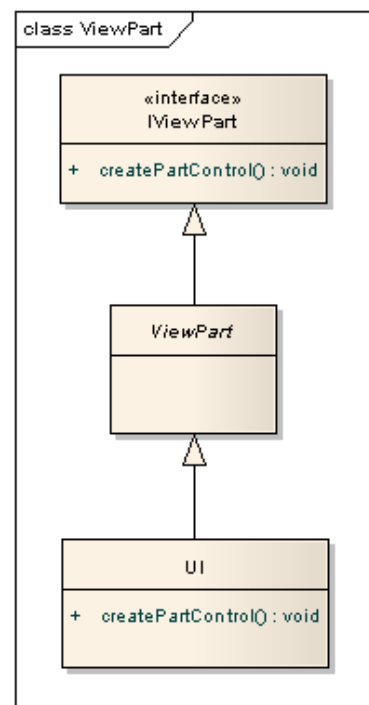 class ViewPart
«interface»
IViewPart
+ createPartControl() : void
ViewPart
UI
+ createPartControl() : void